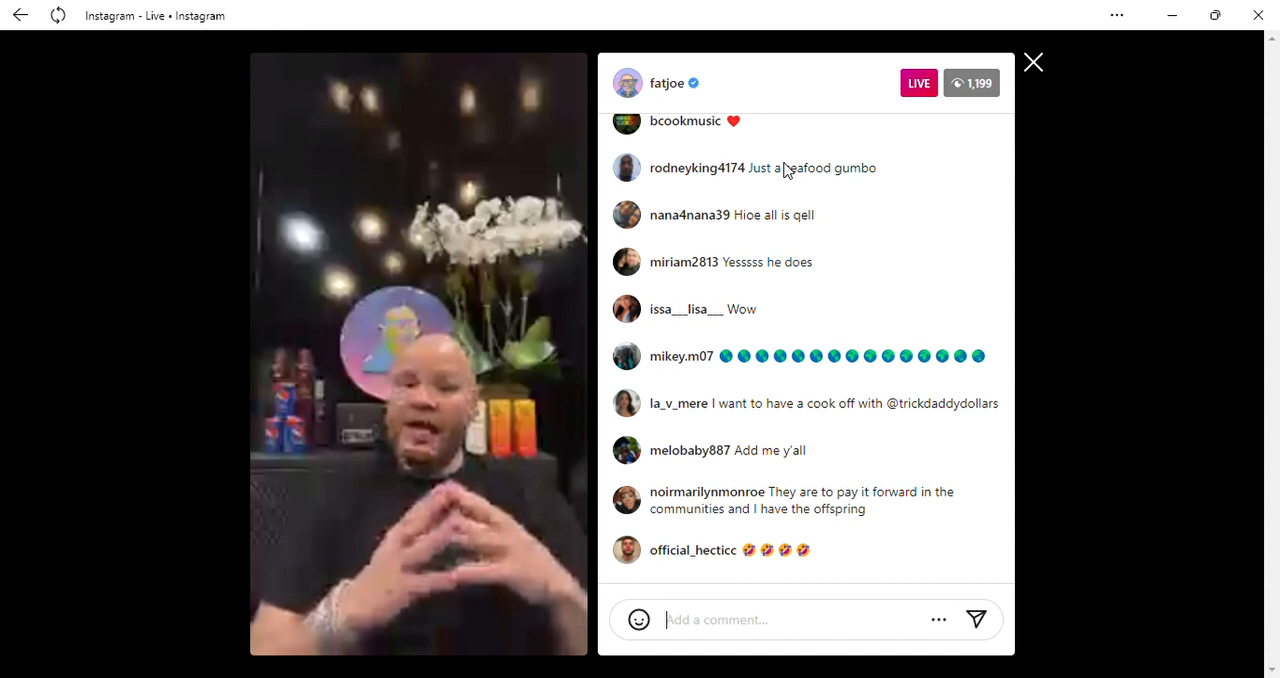 Instagram - Live • Instagram
fatjoe
LIVE
1,199
bcookmusic ❤️
rodneyking4174 Just a seafood gumbo
nana4nana39 Hioe all is qell
miriam2813 Yesssss he does
issa___lisa___ Wow
mikey.m07 🌎🌎🌎🌎🌎🌎🌎🌍🌎🌍🌎🌍🌎🌎🌎
la_v_mere I want to have a cook off with @trickdaddydollars
melobaby887 Add me y'all
noirmarilynmonroe They are to pay it forward in the
communities and I have the offspring
official_hecticc 🤣🤣🤣🤣
Add a comment...